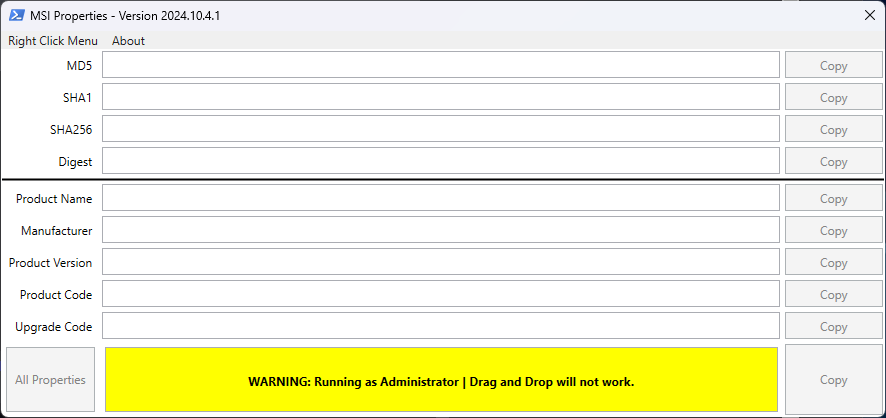 MSI Properties - Version 2024.10.4.1
Right Click Menu About
MD5 Copy
SHA1 Copy
SHA256 Copy
Digest Copy
Product Name Copy
Manufacturer Copy
Product Version Copy
Product Code Copy
Upgrade Code Copy
All Properties WARNING: Running as Administrator | Drag and Drop will not work. Copy